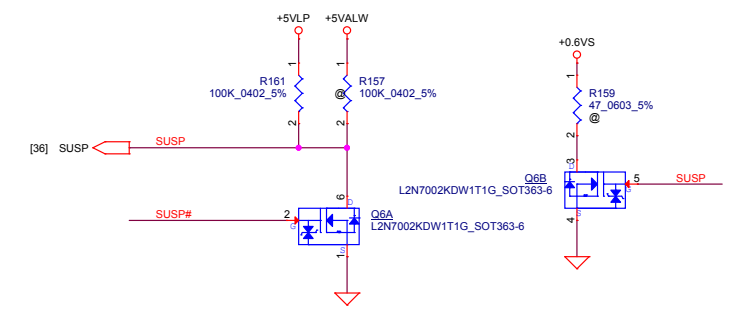 +5VLP
+5VALW
1
1
R161
100K_0402_5%
@
R157
100K_0402_5%
2
2
[36]
SUSP
SUSP
6
D
SUSP#
2
G
Q6A
L2N7002KDW1T1G_SOT363-6
S
1
+0.6VS
1
R159
47_0603_5%
@
2
3
D
Q6B
L2N7002KDW1T1G_SOT363-6
5
SUSP
G
S
4